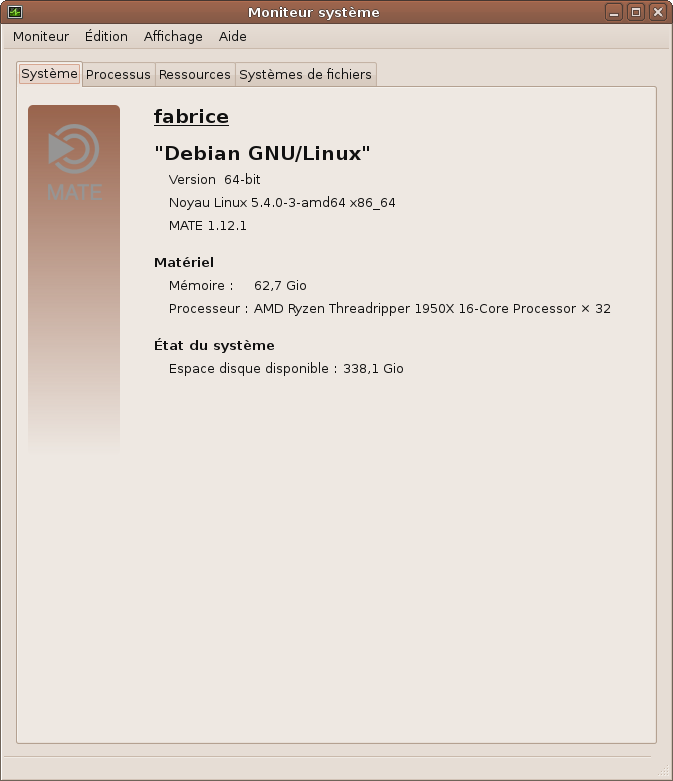 Moniteur système
Moniteur Édition Affichage Aide
Système Processus Ressources Systèmes de fichiers
MATE
fabrice
"Debian GNU/Linux"
Version 64-bit
Noyau Linux 5.4.0-3-amd64 x86_64
MATE 1.12.1
Matériel
Mémoire : 62,7 Gio
Processeur : AMD Ryzen Threadripper 1950X 16-Core Processor × 32
État du système
Espace disque disponible : 338,1 Gio